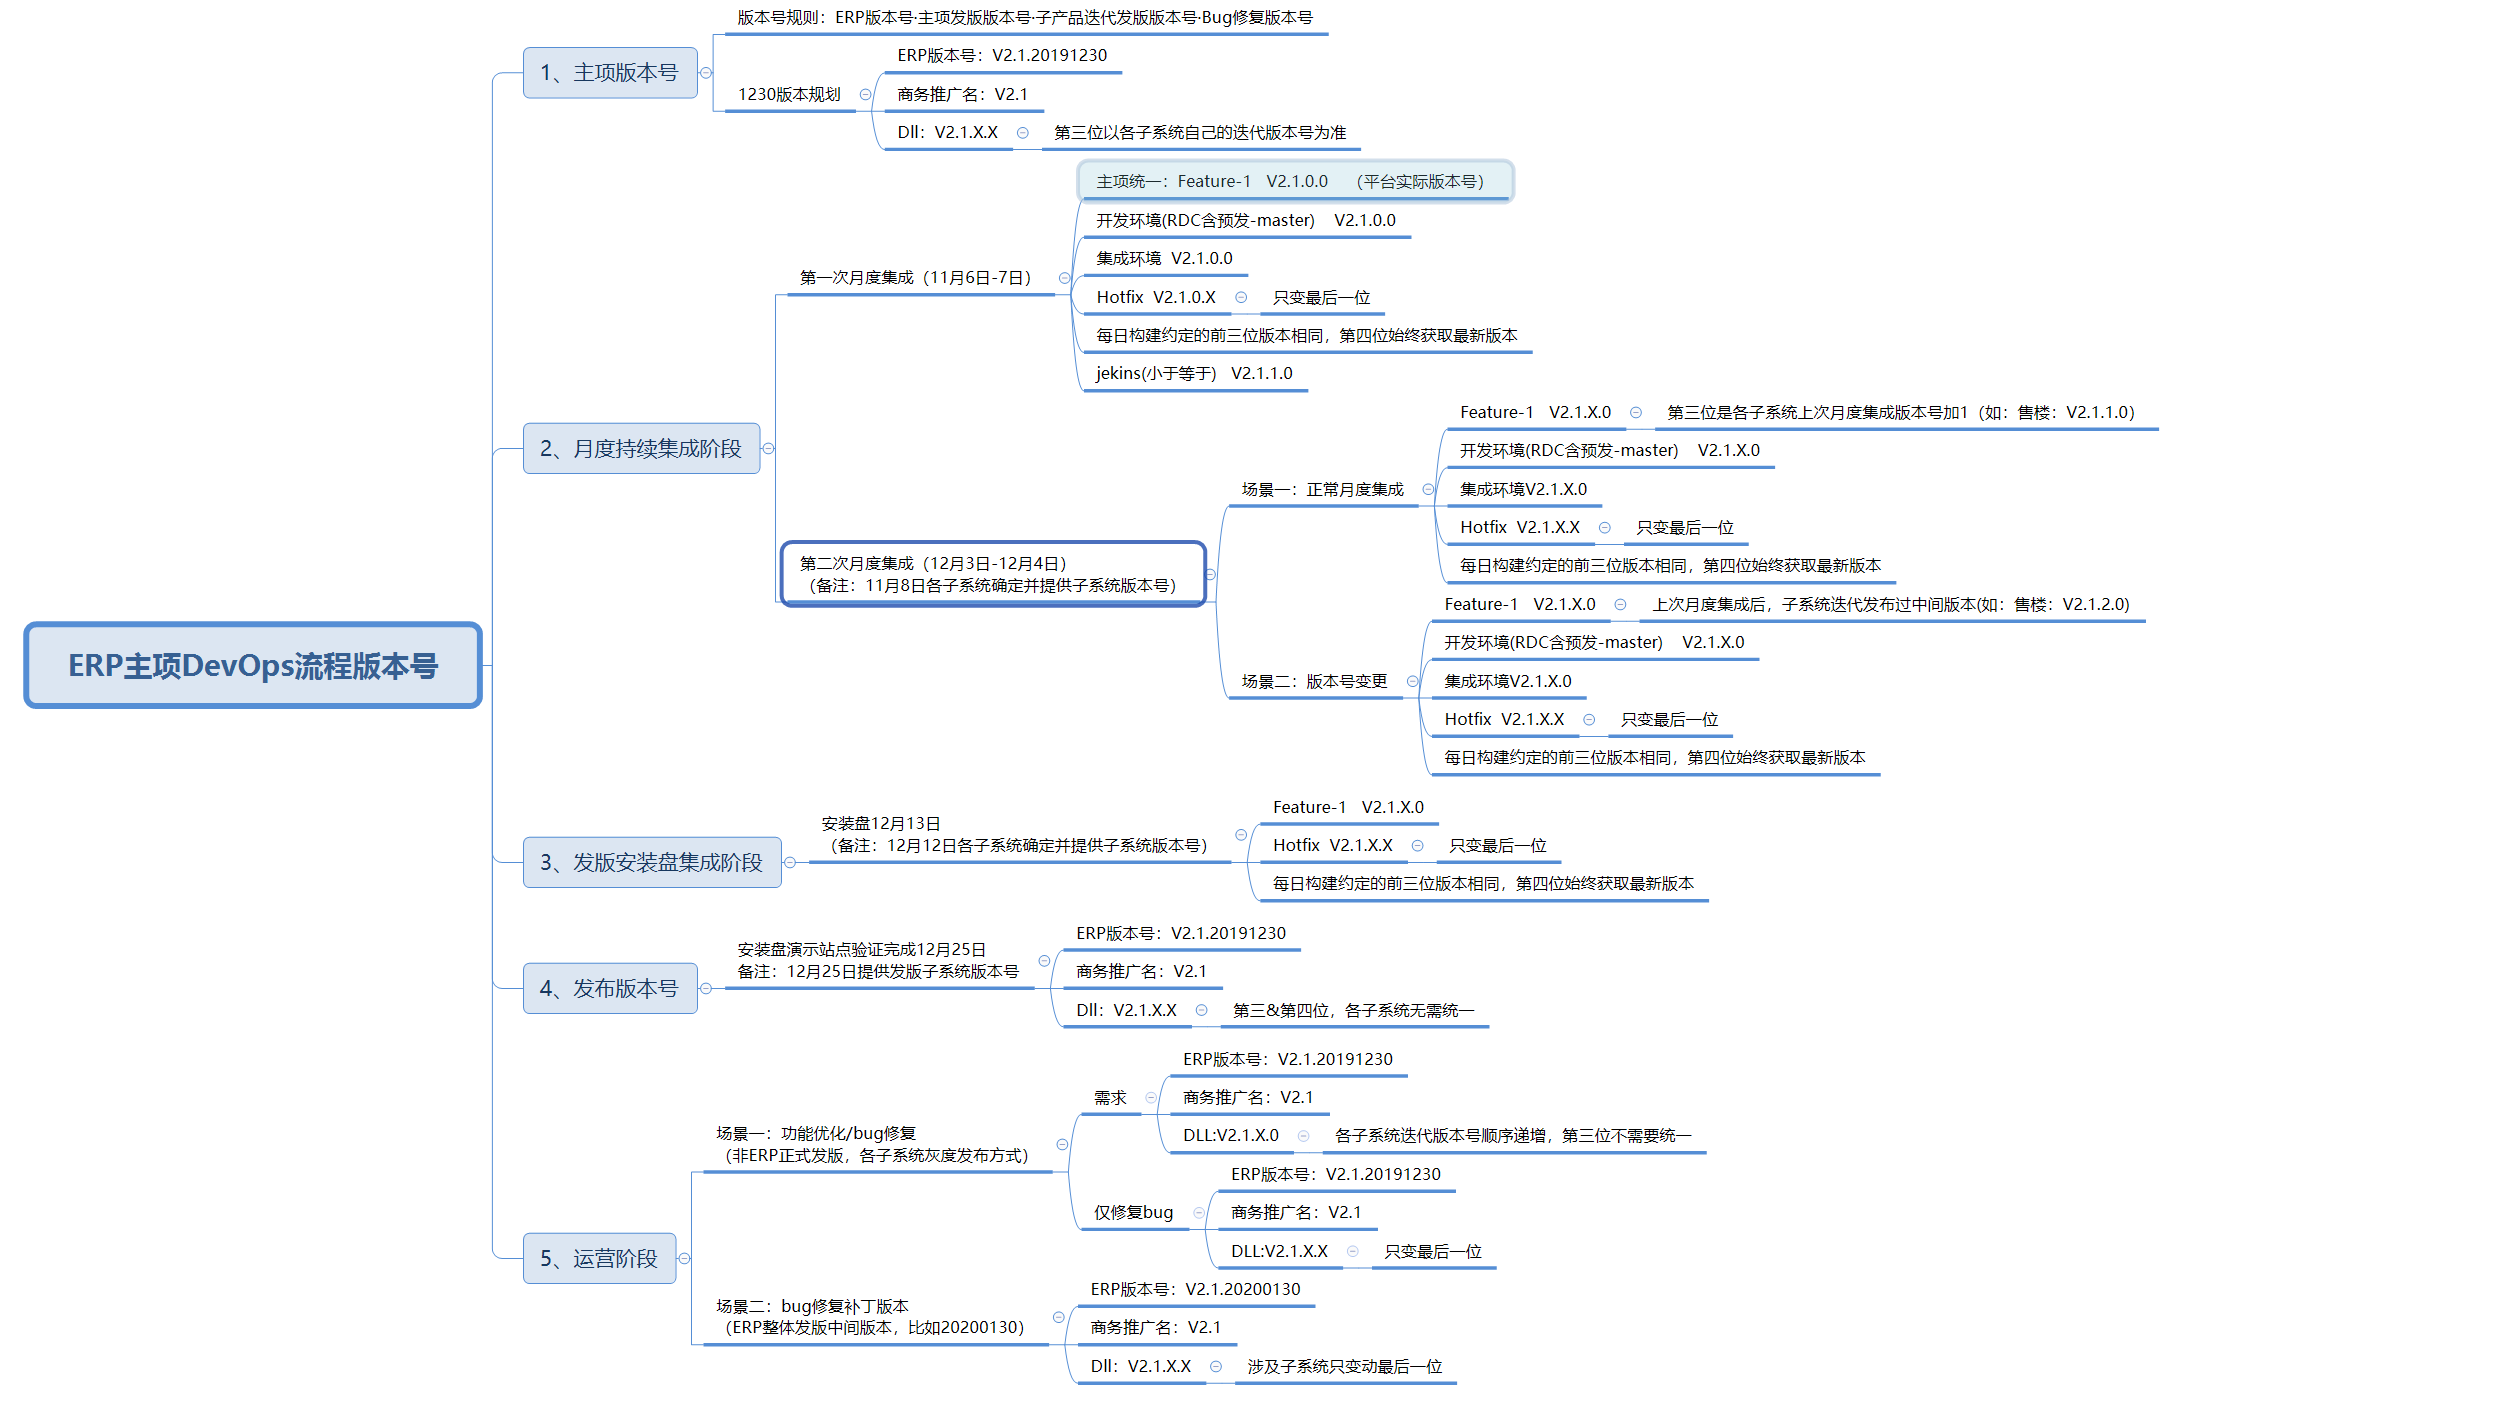 ERP主项DevOps流程版本号
1、主项版本号
版本号规则：ERP版本号·主项发版版本号·子产品迭代发版版本号·Bug修复版本号
1230版本规划
ERP版本号：V2.1.20191230
商务推广名：V2.1
Dll：V2.1.X.X
第三位以各子系统自己的迭代版本号为准
2、月度持续集成阶段
第一次月度集成（11月6日-7日）
主项统一：Feature-1 V2.1.0.0 （平台实际版本号）
开发环境(RDC含预发-master) V2.1.0.0
集成环境 V2.1.0.0
Hotfix V2.1.0.X
只变最后一位
每日构建约定的前三位版本相同，第四位始终获取最新版本
jekins(小于等于) V2.1.1.0
第二次月度集成（12月3日-12月4日）
（备注：11月8日各子系统确定并提供子系统版本号）
场景一：正常月度集成
Feature-1 V2.1.X.0
第三位是各子系统上次月度集成版本号加1（如：售楼：V2.1.1.0）
开发环境(RDC含预发-master) V2.1.X.0
集成环境V2.1.X.0
Hotfix V2.1.X.X
只变最后一位
每日构建约定的前三位版本相同，第四位始终获取最新版本
场景二：版本号变更
Feature-1 V2.1.X.0
上次月度集成后，子系统迭代发布过中间版本(如：售楼：V2.1.2.0)
开发环境(RDC含预发-master) V2.1.X.0
集成环境V2.1.X.0
Hotfix V2.1.X.X
只变最后一位
每日构建约定的前三位版本相同，第四位始终获取最新版本
3、发版安装盘集成阶段
安装盘12月13日
（备注：12月12日各子系统确定并提供子系统版本号）
Feature-1 V2.1.X.0
Hotfix V2.1.X.X
只变最后一位
每日构建约定的前三位版本相同，第四位始终获取最新版本
4、发布版本号
安装盘演示站点验证完成12月25日
备注：12月25日提供发版子系统版本号
ERP版本号：V2.1.20191230
商务推广名：V2.1
Dll：V2.1.X.X
第三&第四位，各子系统无需统一
5、运营阶段
场景一：功能优化/bug修复
（非ERP正式发版，各子系统灰度发布方式）
需求
ERP版本号：V2.1.20191230
商务推广名：V2.1
DLL:V2.1.X.0
各子系统迭代版本号顺序递增，第三位不需要统一
仅修复bug
ERP版本号：V2.1.20191230
商务推广名：V2.1
DLL:V2.1.X.X
只变最后一位
场景二：bug修复补丁版本
（ERP整体发版中间版本，比如20200130）
ERP版本号：V2.1.20200130
商务推广名：V2.1
Dll：V2.1.X.X
涉及子系统只变动最后一位